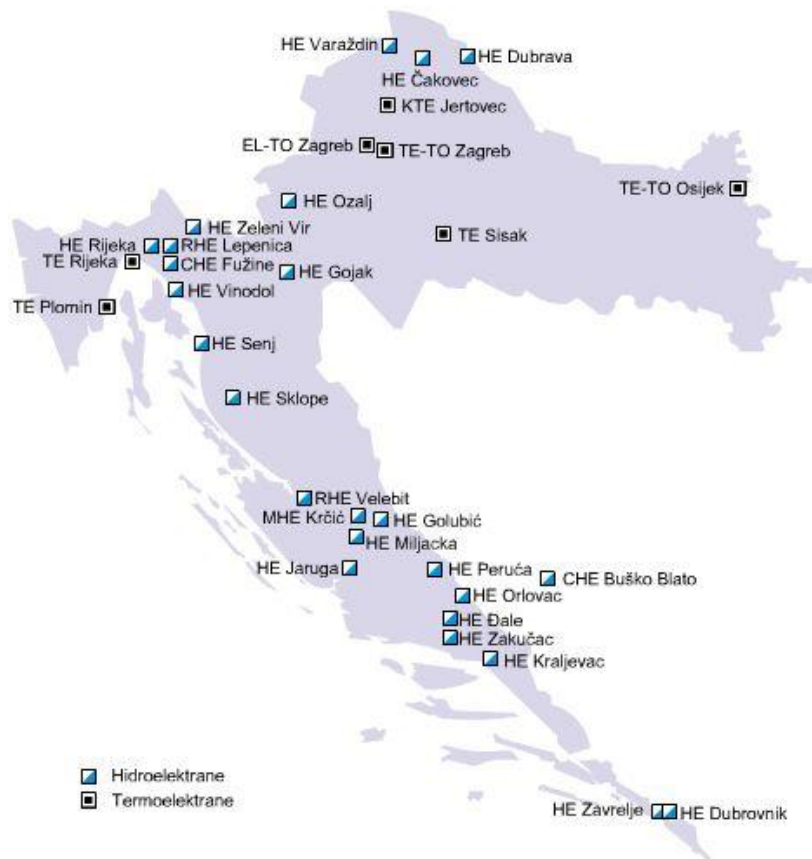 HE Varaždin
HE Dubrava
HE Čakovec
KTE Jertovec
EL-TO Zagreb
TE-TO Zagreb
TE-TO Osijek
HE Ozalj
HE Zeleni Vir
TE Sisak
HE Rijeka
RHE Lepenica
TE Rijeka
CHE Fužine
HE Gojak
HE Vinodol
TE Plomin
HE Senj
HE Sklope
RHE Velebit
MHE Krčić
HE Golubić
HE Miljacka
HE Jaruga
HE Peruća
CHE Buško Blato
HE Orlovac
HE Đale
HE Zakučac
HE Kraljevac
Hidroelektrane
Termoelektrane
HE Zavrelje
HE Dubrovnik